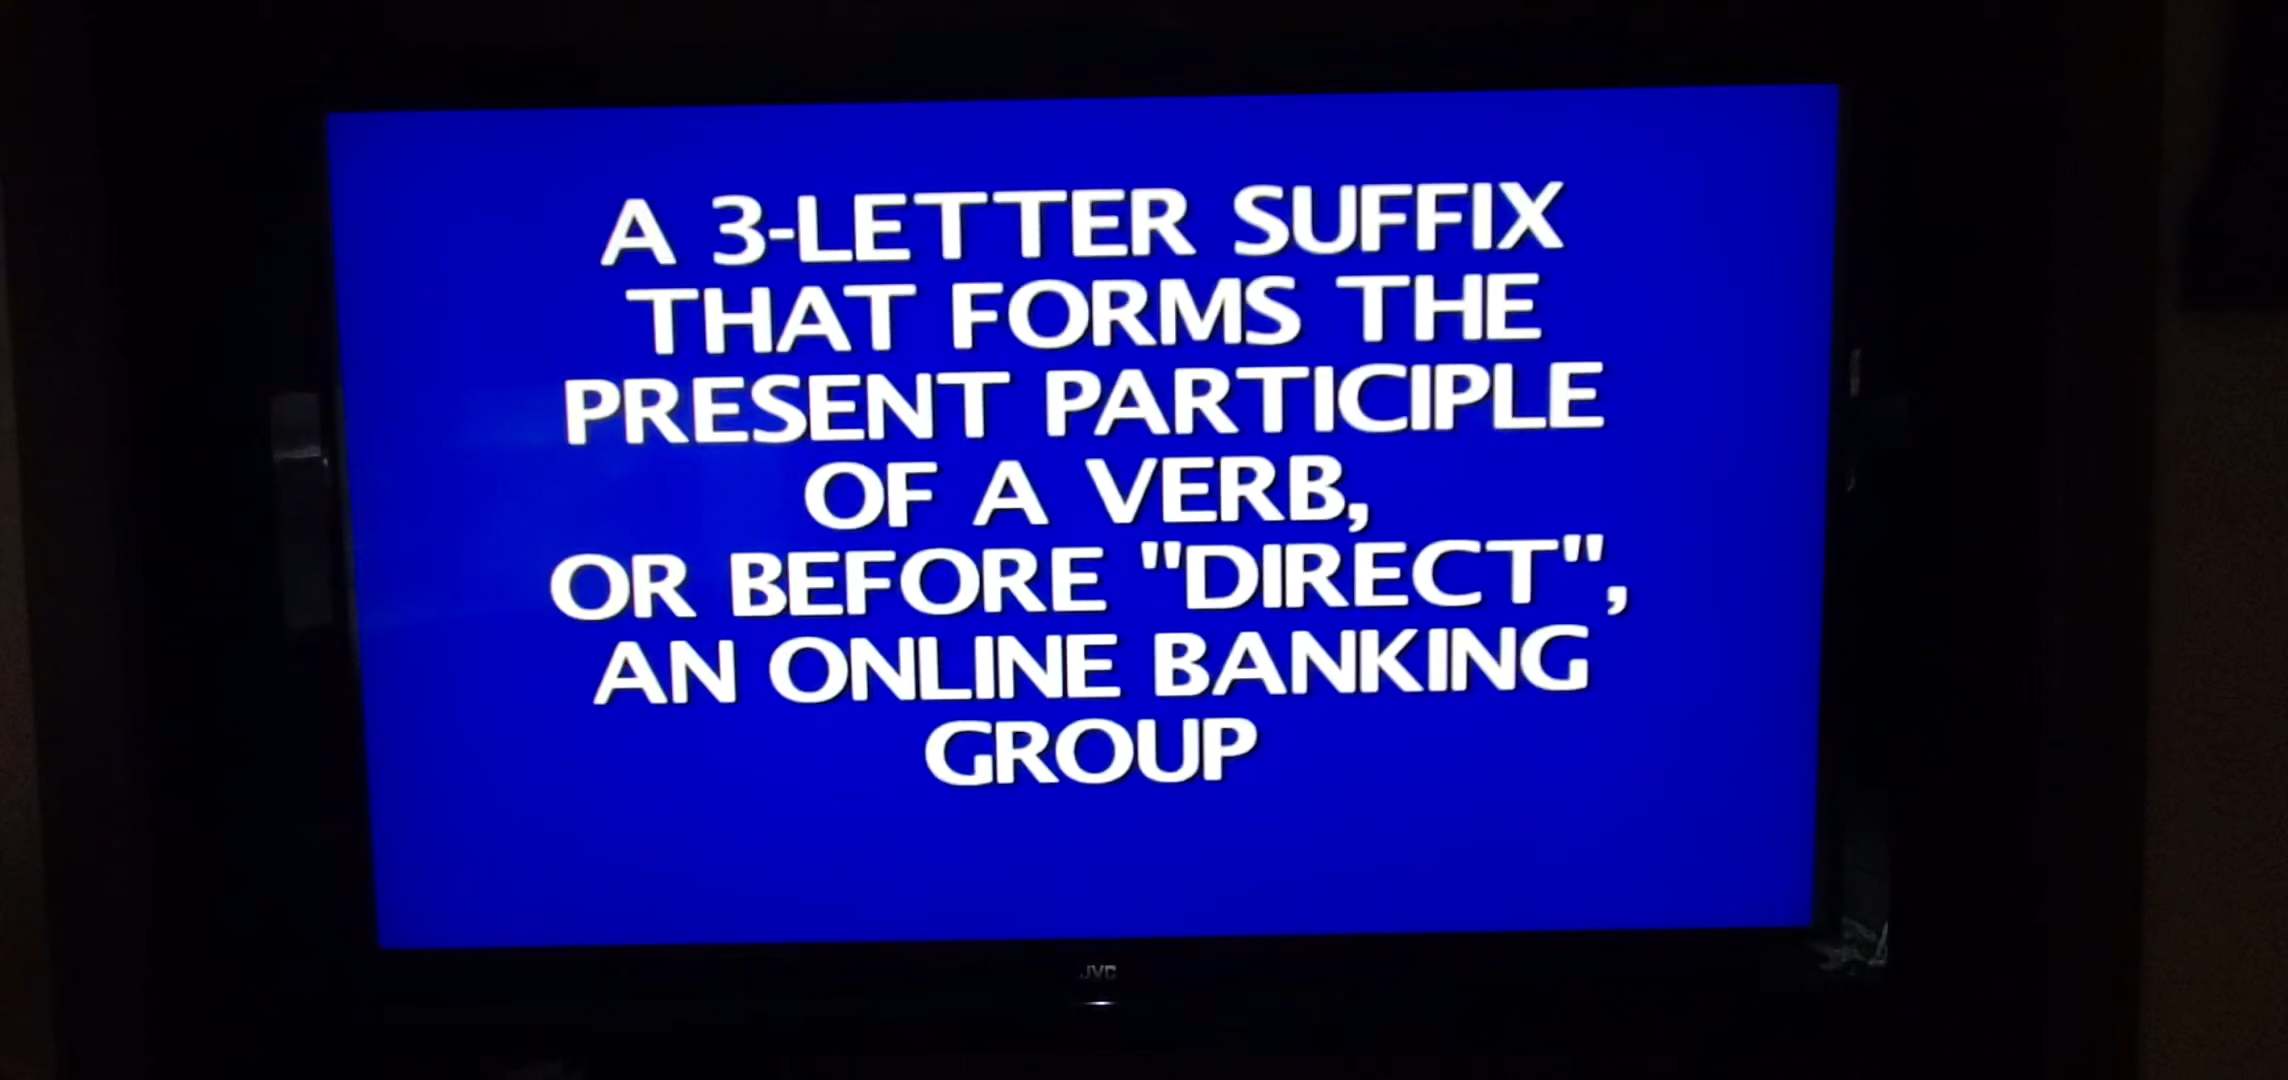 A 3-LETTER SUFFIX
THAT FORMS THE
PRESENT PARTICIPLE
OF A VERB,
OR BEFORE "DIRECT",
AN ONLINE BANKING
GROUP
JVC